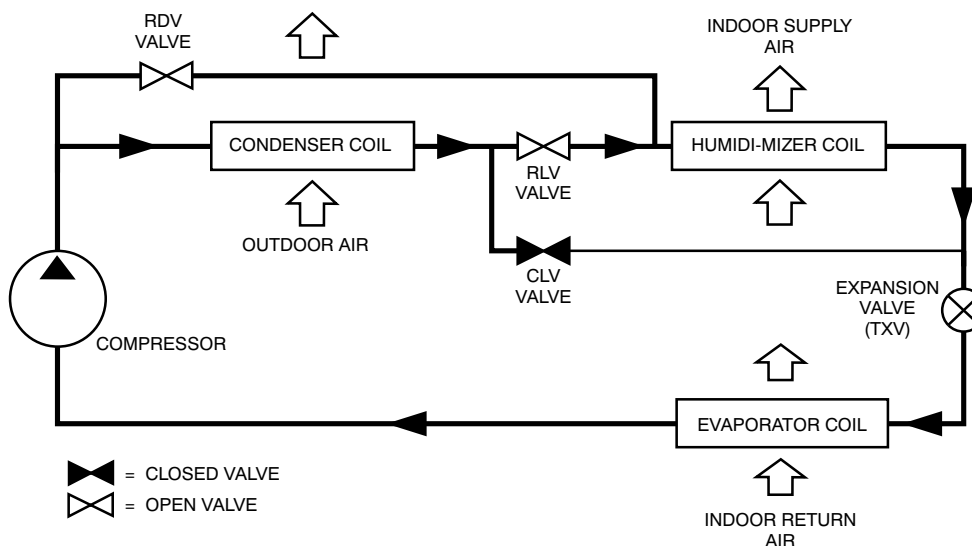 RDV
VALVE
INDOOR SUPPLY
AIR
CONDENSER COIL
HUMIDI-MIZER COIL
RLV
VALVE
OUTDOOR AIR
CLV
VALVE
EXPANSION
VALVE
(TXV)
COMPRESSOR
EVAPORATOR COIL
= CLOSED VALVE
= OPEN VALVE
INDOOR RETURN
AIR